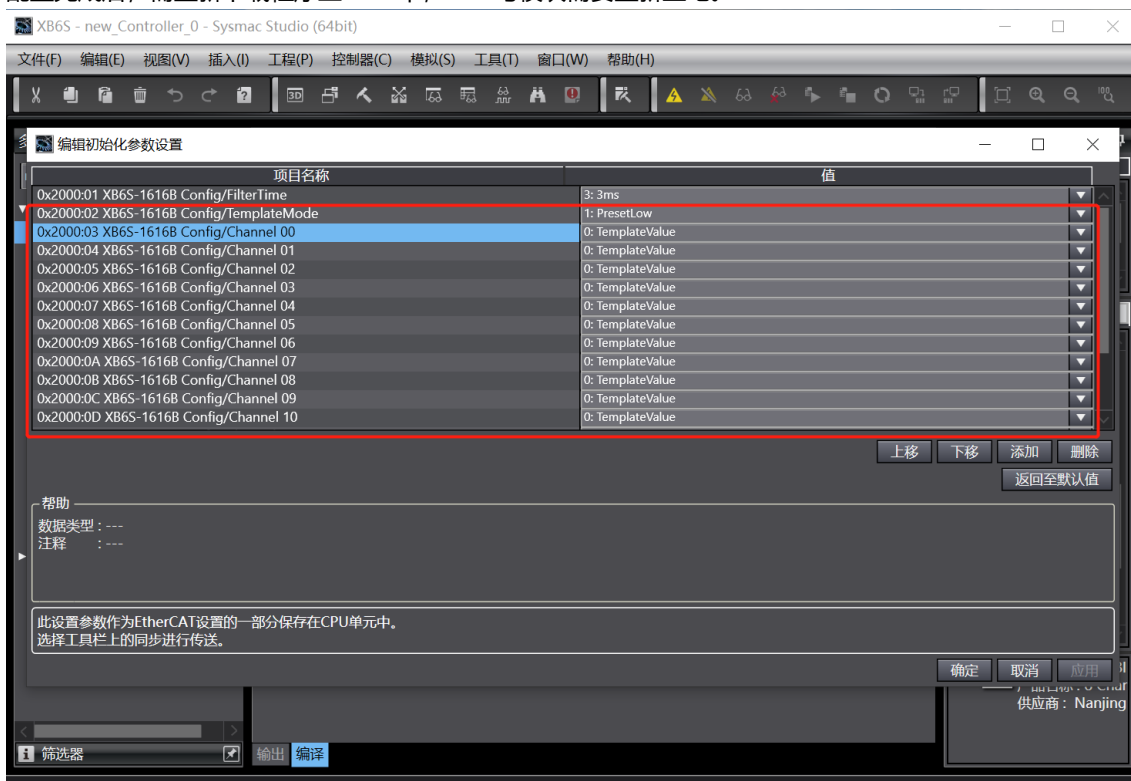 XB6S - new_Controller_0 - Sysmac Studio (64bit)
文件(F) 编辑(E) 视图(V) 插入(I) 工程(P) 控制器(C) 模拟(S) 工具(T) 窗口(W) 帮助(H)
编辑初始化参数设置
项目名称 值
0x2000:01 XB6S-1616B Config/FilterTime 3: 3ms
0x2000:02 XB6S-1616B Config/TemplateMode 1: PresetLow
0x2000:03 XB6S-1616B Config/Channel 00 0: TemplateValue
0x2000:04 XB6S-1616B Config/Channel 01 0: TemplateValue
0x2000:05 XB6S-1616B Config/Channel 02 0: TemplateValue
0x2000:06 XB6S-1616B Config/Channel 03 0: TemplateValue
0x2000:07 XB6S-1616B Config/Channel 04 0: TemplateValue
0x2000:08 XB6S-1616B Config/Channel 05 0: TemplateValue
0x2000:09 XB6S-1616B Config/Channel 06 0: TemplateValue
0x2000:0A XB6S-1616B Config/Channel 07 0: TemplateValue
0x2000:0B XB6S-1616B Config/Channel 08 0: TemplateValue
0x2000:0C XB6S-1616B Config/Channel 09 0: TemplateValue
0x2000:0D XB6S-1616B Config/Channel 10 0: TemplateValue
上移 下移 添加 删除
返回至默认值
帮助
数据类型 : ---
注释 : ---
此设置参数作为EtherCAT设置的一部分保存在CPU单元中。
选择工具栏上的同步进行传送。
确定 取消 应用
供应商 : Nanjing
筛选器 输出 编译